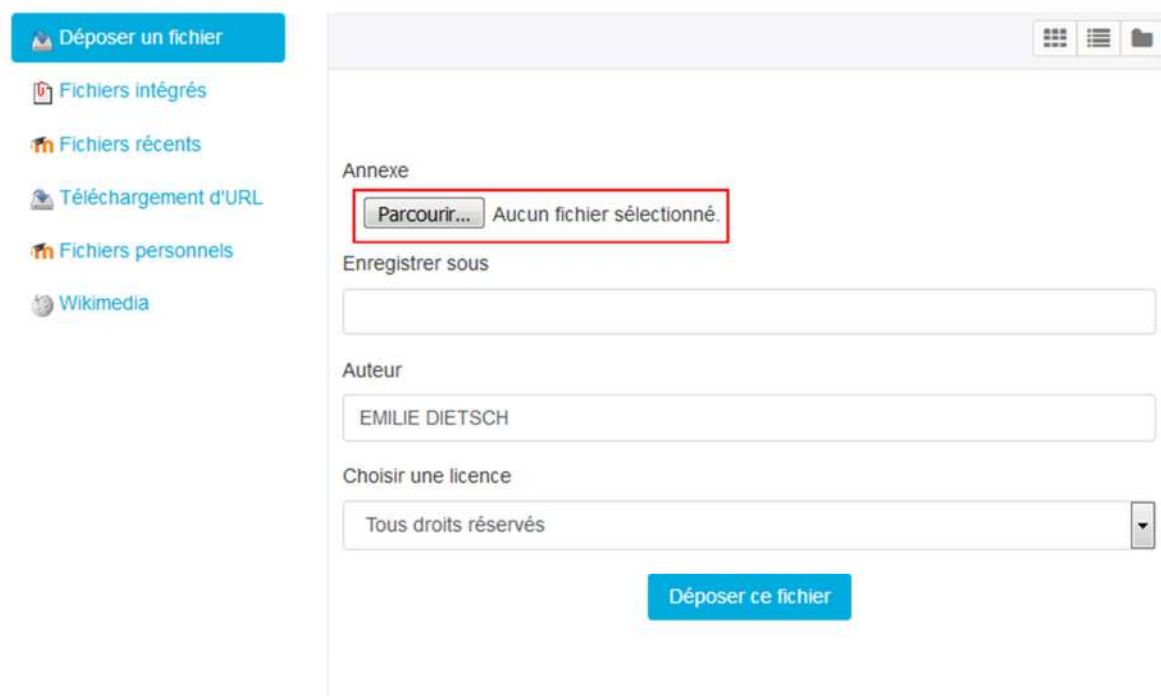 Déposer un fichier
Fichiers intégrés
Fichiers récents
Téléchargement d'URL
Fichiers personnels
Wikimedia
Annexe
Parcourir... Aucun fichier sélectionné.
Enregistrer sous
Auteur
EMILIE DIETSCH
Choisir une licence
Tous droits réservés
Déposer ce fichier